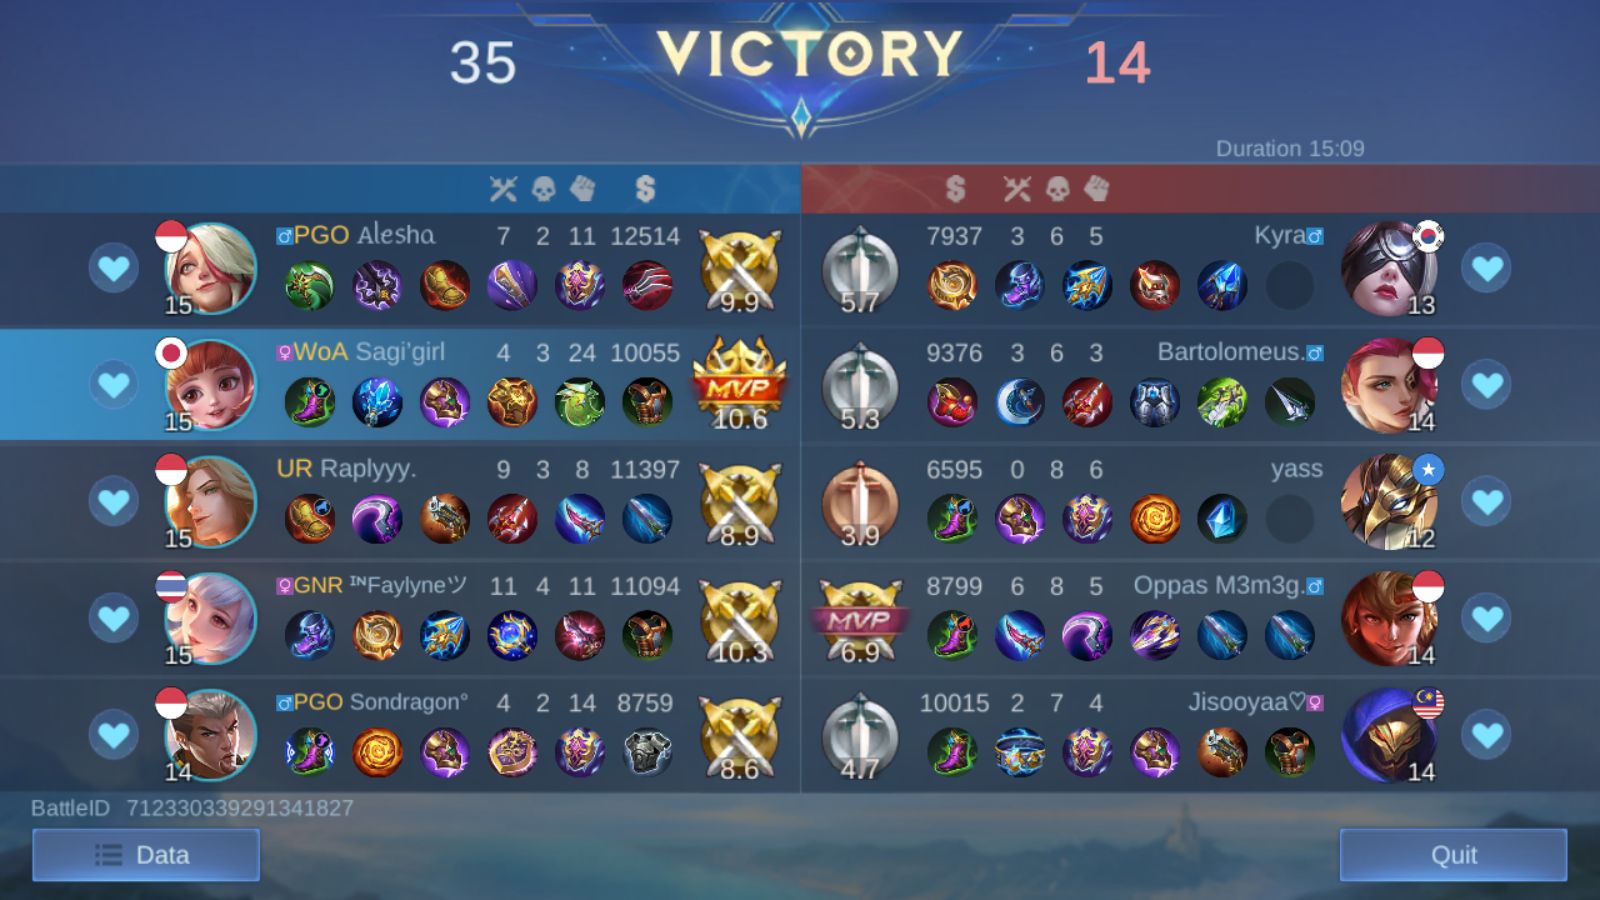 35 VICTORY 14
Duration 15:09
PGO Alesha 7 2 11 12514
15 9.9
7937 3 6 5 Kyra
5.7 13
WoA Sagi'girl 4 3 24 10055
15 MVP 10.6
9376 3 6 3 Bartolomeus.
5.3 14
UR Raplyyy. 9 3 8 11397
15 8.9
6595 0 8 6 yass
3.9 12
GNR ᴵᴺFaylyneツ 11 4 11 11094
15 10.3
8799 6 8 5 Oppas M3m3g.
MVP 6.9 14
PGO Sondragon° 4 2 14 8759
14 8.6
10015 2 7 4 Jisooyaa♡
4.7 14
BattleID 712330339291341827
Data
Quit